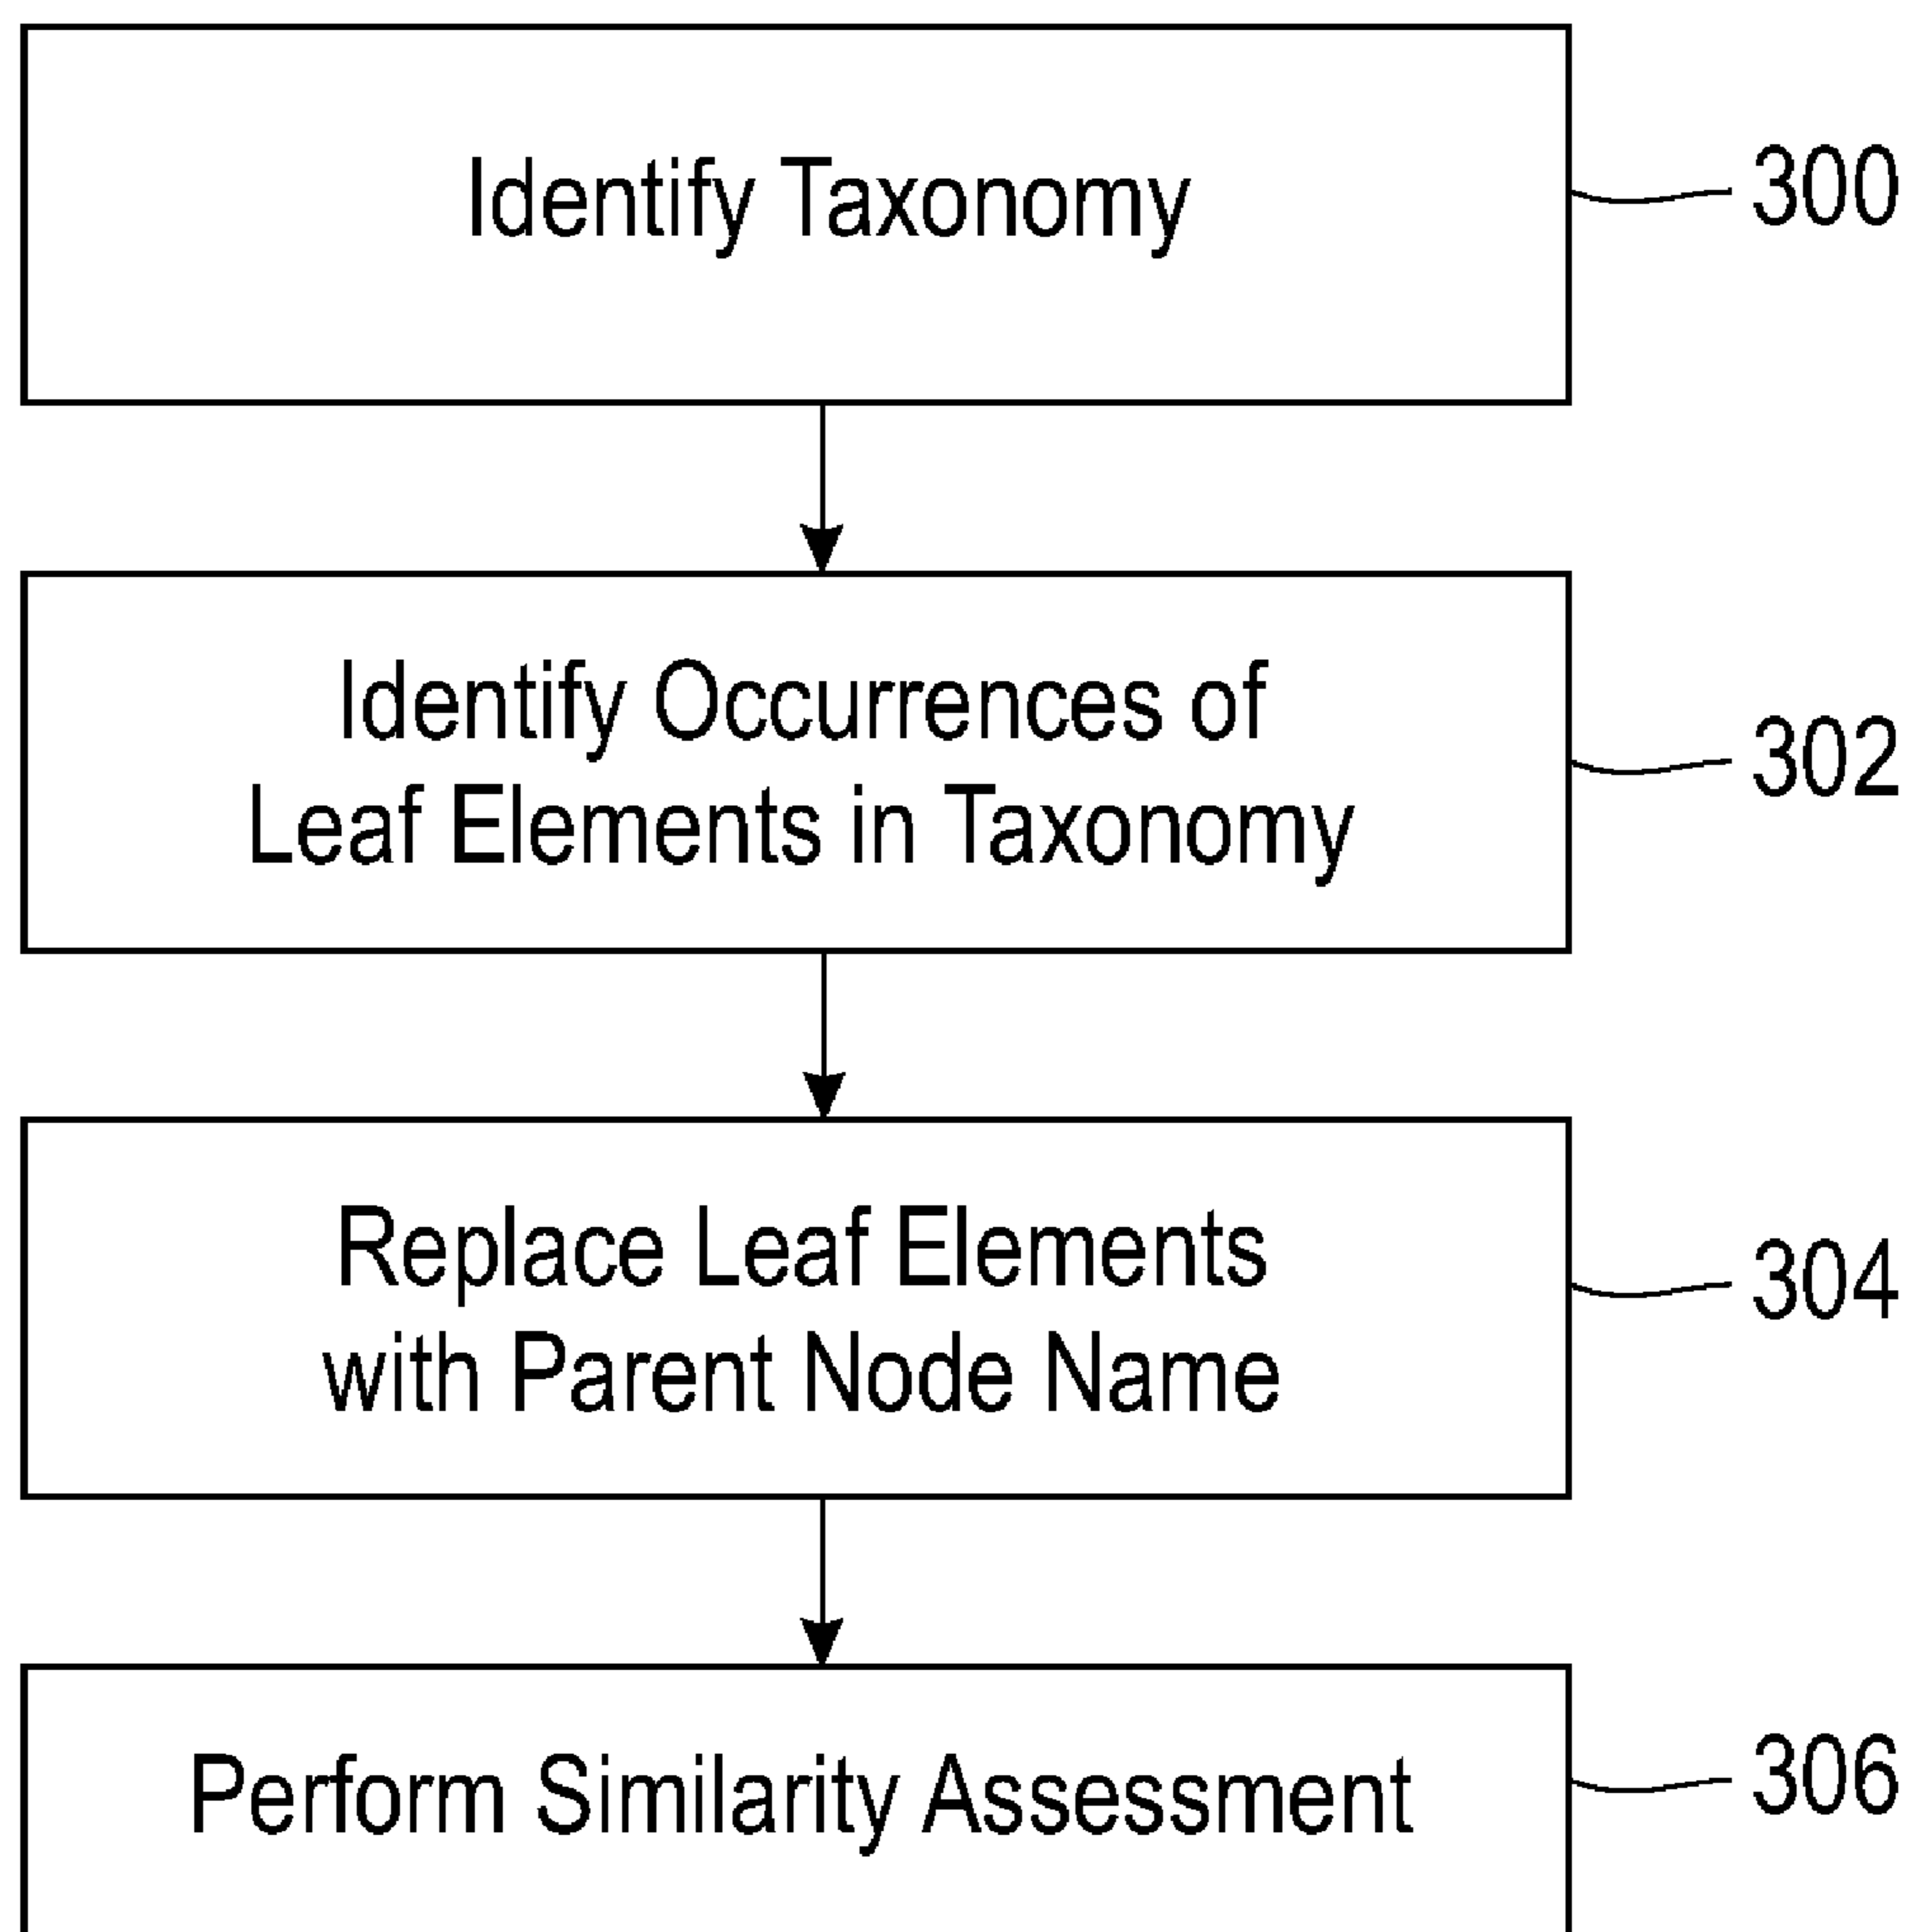 Identify Taxonomy
300
Identify Occurrences of
Leaf Elements in Taxonomy
302
Replace Leaf Elements
with Parent Node Name
304
Perform Similarity Assessment
306